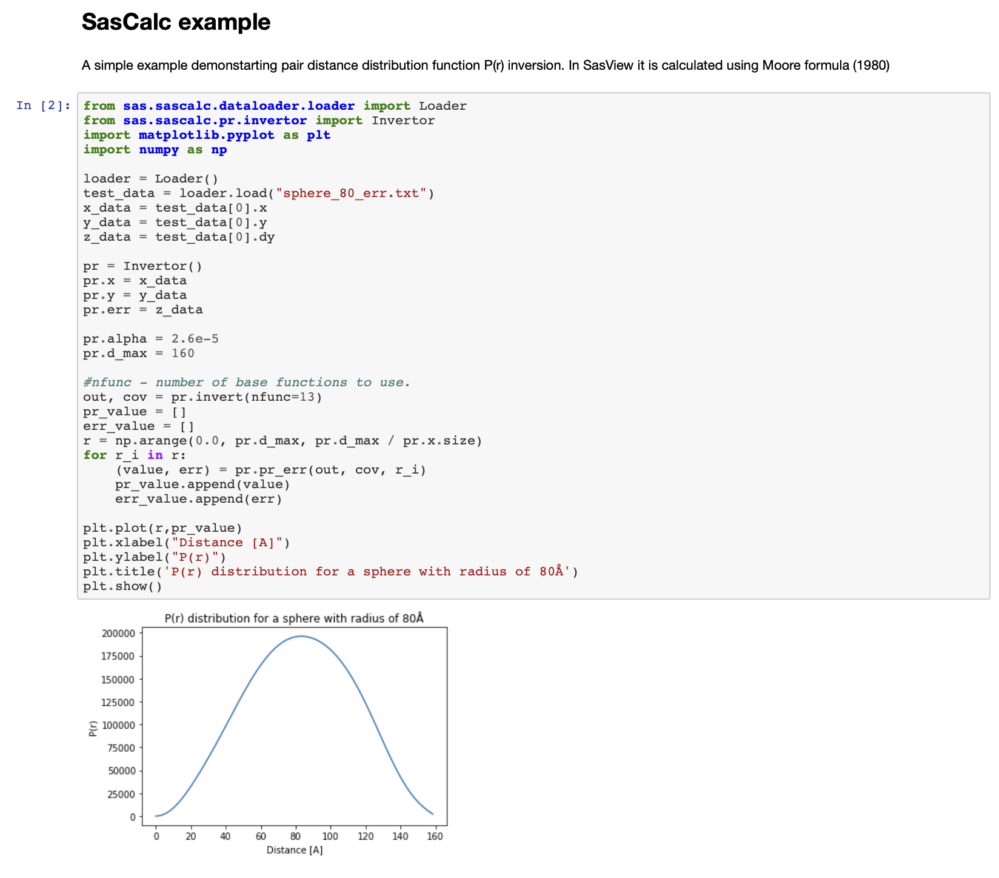 SasCalc example
A simple example demonstarting pair distance distribution function P(r) inversion. In SasView it is calculated using Moore formula (1980)
In [2]:
from sas.sascalc.dataloader.loader import Loader
from sas.sascalc.pr.invertor import Invertor
import matplotlib.pyplot as plt
import numpy as np
loader = Loader()
test_data = loader.load("sphere_80_err.txt")
x_data = test_data[0].x
y_data = test_data[0].y
z_data = test_data[0].dy
pr = Invertor()
pr.x = x_data
pr.y = y_data
pr.err = z_data
pr.alpha = 2.6e-5
pr.d_max = 160
#nfunc - number of base functions to use.
out, cov = pr.invert(nfunc=13)
pr_value = []
err_value = []
r = np.arange(0.0, pr.d_max, pr.d_max / pr.x.size)
for r_i in r:
    (value, err) = pr.pr_err(out, cov, r_i)
    pr_value.append(value)
    err_value.append(err)
plt.plot(r,pr_value)
plt.xlabel("Distance [A]")
plt.ylabel("P(r)")
plt.title('P(r) distribution for a sphere with radius of 80Å')
plt.show()
P(r) distribution for a sphere with radius of 80Å
200000
175000
150000
125000
100000
75000
50000
25000
0
P(r)
0 20 40 60 80 100 120 140 160
Distance [A]